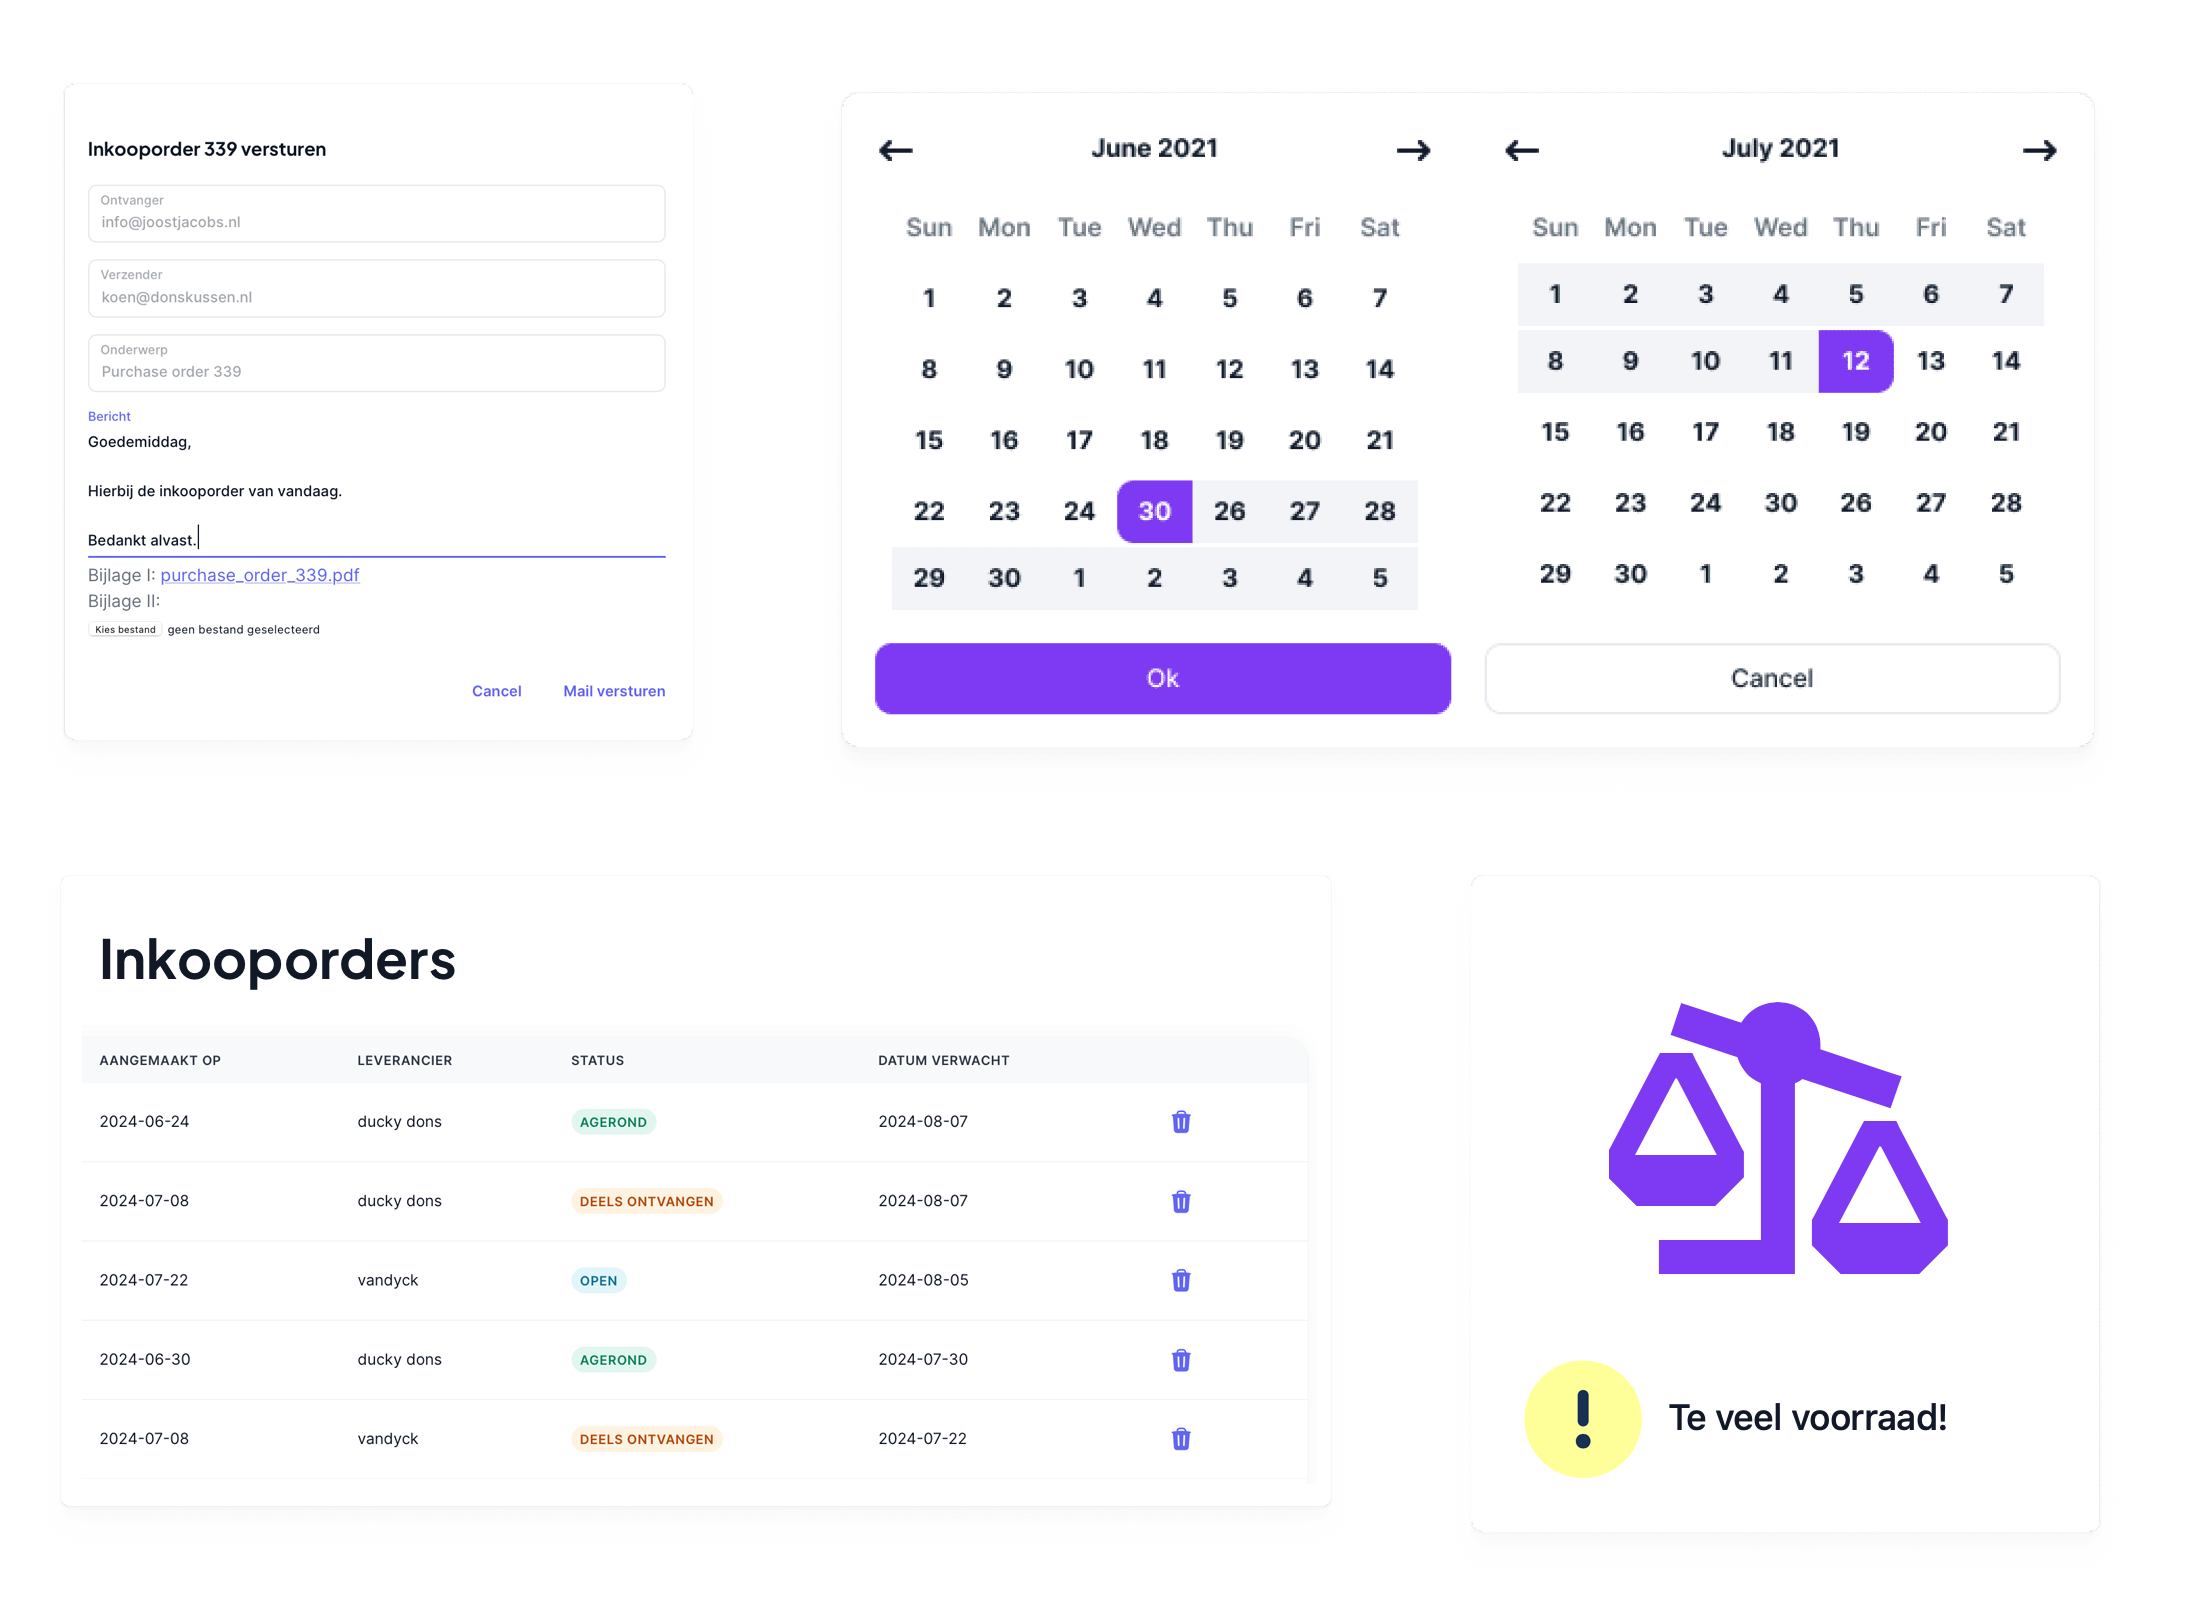 Inkooporder 339 versturen
Ontvanger
info@joostjacobs.nl
Verzender
koen@donskussen.nl
Onderwerp
Purchase order 339
Bericht
Goedemiddag,
Hierbij de inkooporder van vandaag.
Bedankt alvast.
Bijlage I: purchase_order_339.pdf
Bijlage II:
Kies bestand geen bestand geselecteerd
Cancel Mail versturen
June 2021
Sun Mon Tue Wed Thu Fri Sat
1 2 3 4 5 6 7
8 9 10 11 12 13 14
15 16 17 18 19 20 21
22 23 24 30 26 27 28
29 30 1 2 3 4 5
July 2021
Sun Mon Tue Wed Thu Fri Sat
1 2 3 4 5 6 7
8 9 10 11 12 13 14
15 16 17 18 19 20 21
22 23 24 30 26 27 28
29 30 1 2 3 4 5
Ok Cancel
Inkooporders
AANGEMAAKT OP LEVERANCIER STATUS DATUM VERWACHT
2024-06-24 ducky dons AGEROND 2024-08-07
2024-07-08 ducky dons DEELS ONTVANGEN 2024-08-07
2024-07-22 vandyck OPEN 2024-08-05
2024-06-30 ducky dons AGEROND 2024-07-30
2024-07-08 vandyck DEELS ONTVANGEN 2024-07-22
! Te veel voorraad!